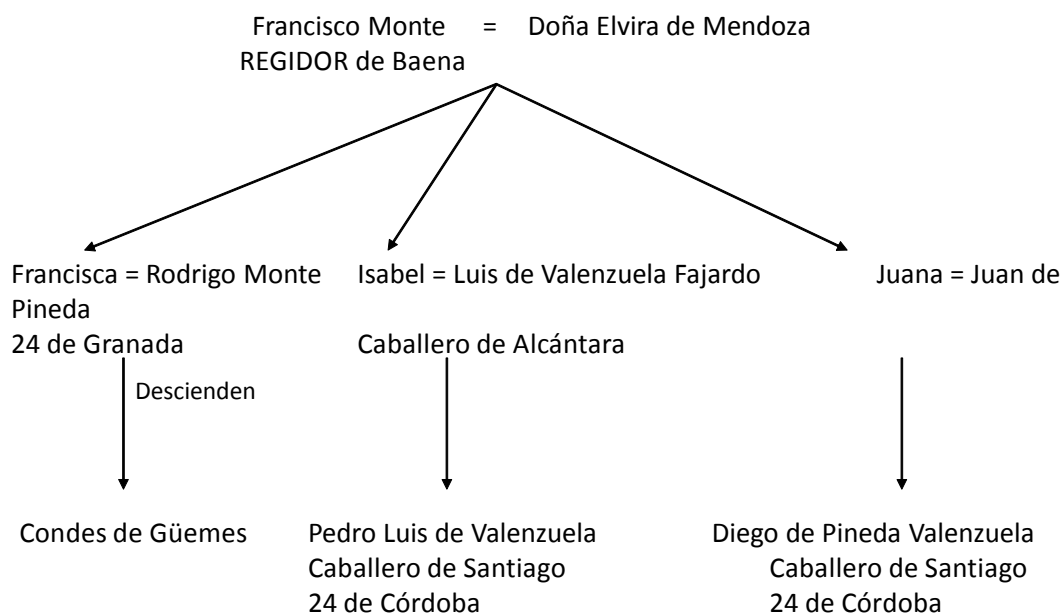 Francisco Monte = Doña Elvira de Mendoza
REGIDOR de Baena
Francisca = Rodrigo Monte Isabel = Luis de Valenzuela Fajardo Juana = Juan de
Pineda
24 de Granada Caballero de Alcántara
Descienden
Condes de Güemes Pedro Luis de Valenzuela Diego de Pineda Valenzuela
Caballero de Santiago Caballero de Santiago
24 de Córdoba 24 de Córdoba